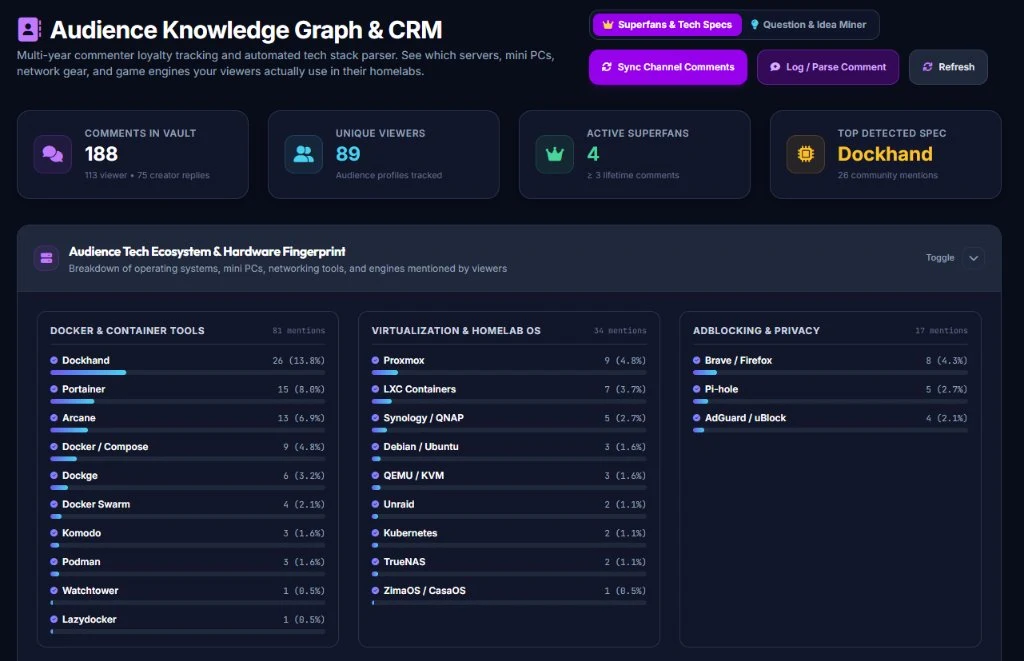 Audience Knowledge Graph & CRM
Multi-year commenter loyalty tracking and automated tech stack parser. See which servers, mini PCs,
network gear, and game engines your viewers actually use in their homelabs.
Superfans & Tech Specs
Question & Idea Miner
Sync Channel Comments
Log / Parse Comment
Refresh
COMMENTS IN VAULT
188
113 viewer • 75 creator replies
UNIQUE VIEWERS
89
Audience profiles tracked
ACTIVE SUPERFANS
4
≥ 3 lifetime comments
TOP DETECTED SPEC
Dockhand
26 community mentions
Audience Tech Ecosystem & Hardware Fingerprint
Breakdown of operating systems, mini PCs, networking tools, and engines mentioned by viewers
Toggle
DOCKER & CONTAINER TOOLS 81 mentions
Dockhand 26 (13.8%)
Portainer 15 (8.0%)
Arcane 13 (6.9%)
Docker / Compose 9 (4.8%)
Dockge 6 (3.2%)
Docker Swarm 4 (2.1%)
Komodo 3 (1.6%)
Podman 3 (1.6%)
Watchtower 1 (0.5%)
Lazydocker 1 (0.5%)
VIRTUALIZATION & HOMELAB OS 34 mentions
Proxmox 9 (4.8%)
LXC Containers 7 (3.7%)
Synology / QNAP 5 (2.7%)
Debian / Ubuntu 3 (1.6%)
QEMU / KVM 3 (1.6%)
Unraid 2 (1.1%)
Kubernetes 2 (1.1%)
TrueNAS 2 (1.1%)
ZimaOS / CasaOS 1 (0.5%)
ADBLOCKING & PRIVACY 17 mentions
Brave / Firefox 8 (4.3%)
Pi-hole 5 (2.7%)
AdGuard / uBlock 4 (2.1%)